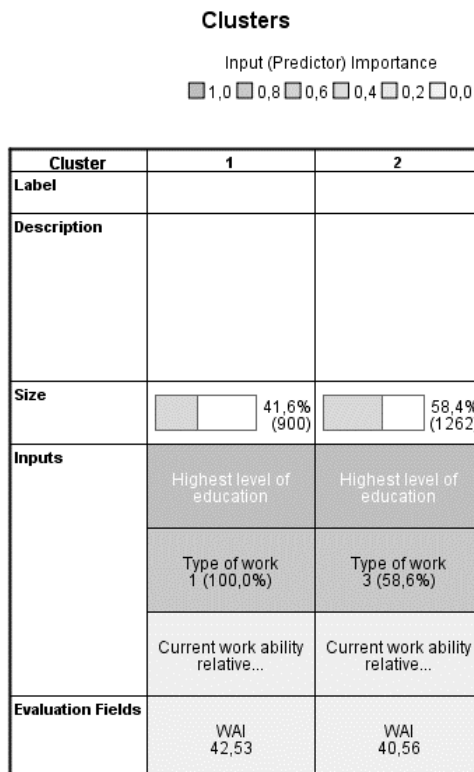 Clusters
Input (Predictor) Importance
1,0 0,8 0,6 0,4 0,2 0,0
Cluster 1 2
Label
Description
Size
41,6%
(900)
58,4%
(1262
Inputs
Highest level of
education
Highest level of
education
Type of work
1 (100,0%)
Type of work
3 (58,6%)
Current work ability
relative...
Current work ability
relative...
Evaluation Fields
WAI
42,53
WAI
40,56